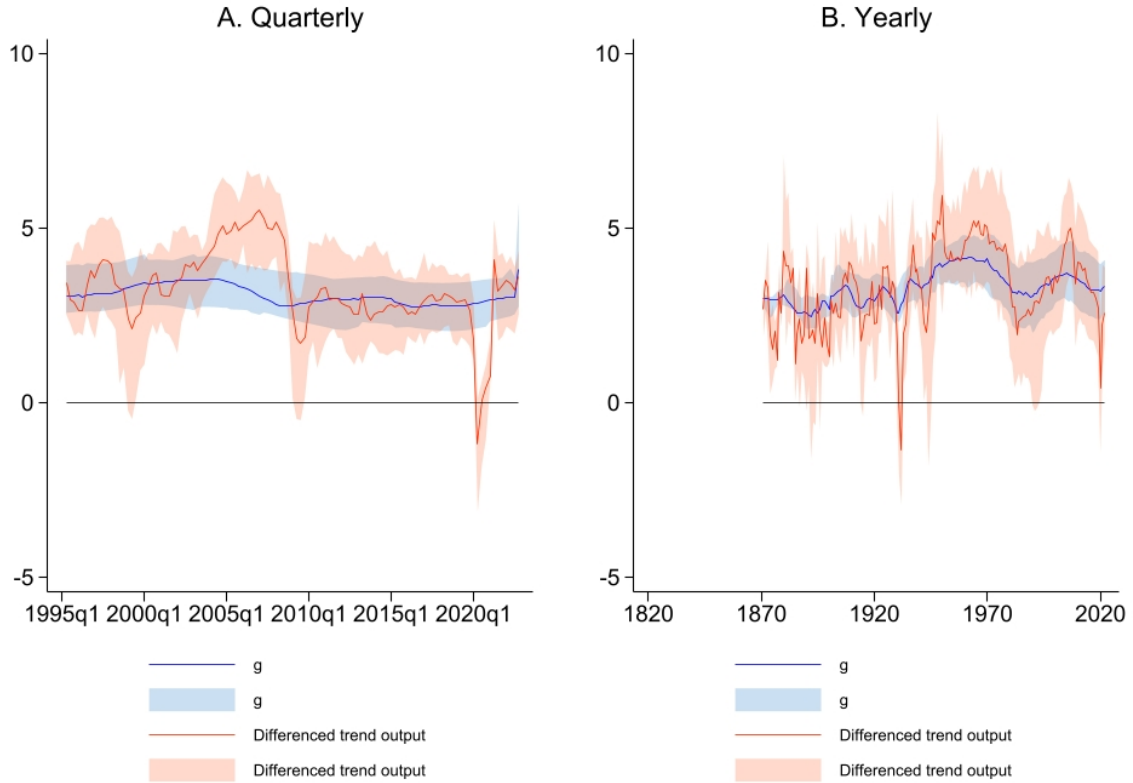 A. Quarterly
10
5
0
-5
1995q1 2000q1 2005q1 2010q1 2015q1 2020q1
g
g
Differenced trend output
Differenced trend output
B. Yearly
10
5
0
-5
1820 1870 1920 1970 2020
g
g
Differenced trend output
Differenced trend output